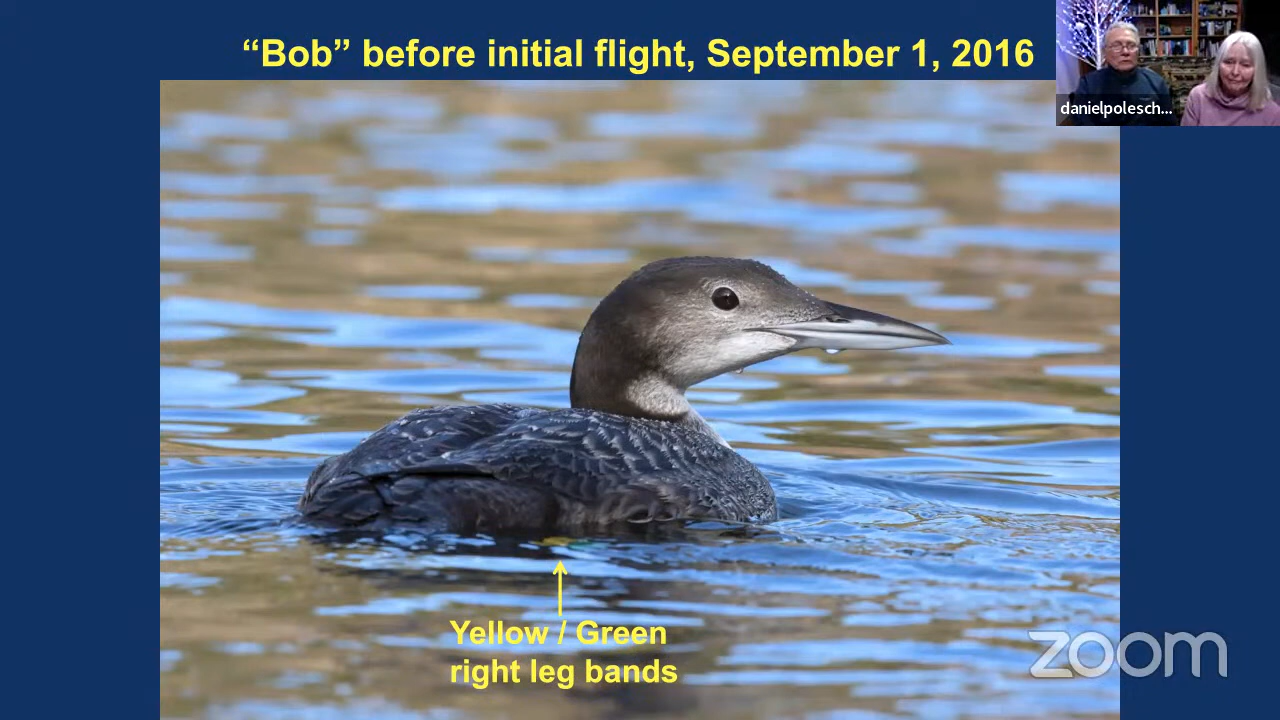 “Bob” before initial flight, September 1, 2016
danielpolesch...
Yellow / Green
right leg bands
zoom